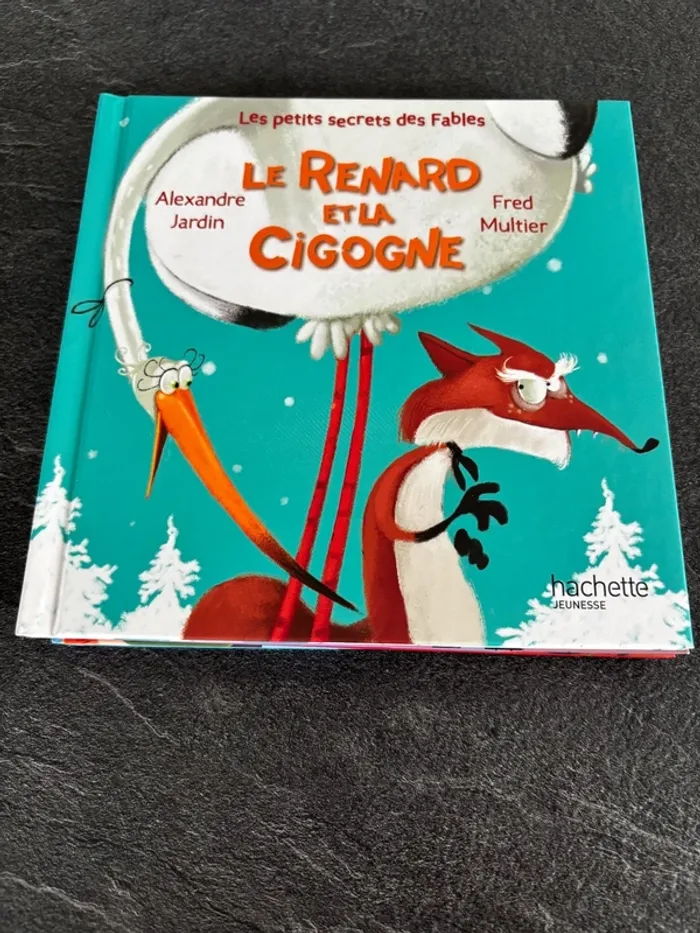 Les petits secrets des Fables
LE RENARD
ET LA
CIGOGNE
Alexandre
Jardin
Fred
Multier
hachette
JEUNESSE